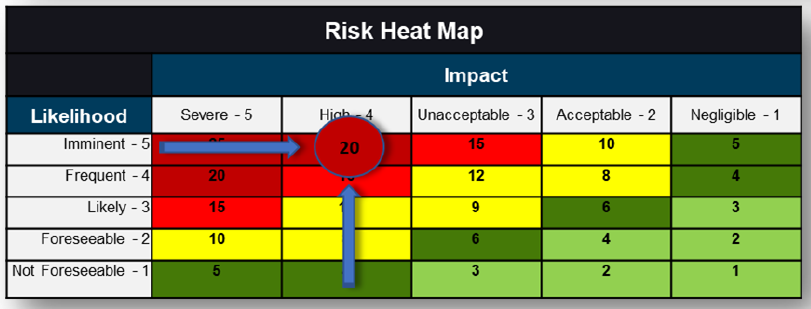 Risk Heat Map
Impact
Likelihood Severe - 5 High - 4 Unacceptable - 3 Acceptable - 2 Negligible - 1
Imminent - 5 20 15 10 5
Frequent - 4 20 12 8 4
Likely - 3 15 9 6 3
Foreseeable - 2 10 6 4 2
Not Foreseeable - 1 5 3 2 1